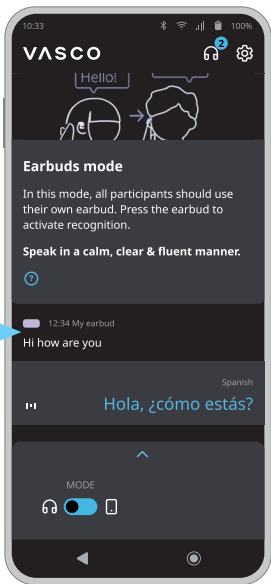 10:33
100%
VASCO
2
Hello!
Earbuds mode
In this mode, all participants should use
their own earbud. Press the earbud to
activate recognition.
Speak in a calm, clear & fluent manner.
?
12:34 My earbud
Hi how are you
Spanish
Hola, ¿cómo estás?
MODE